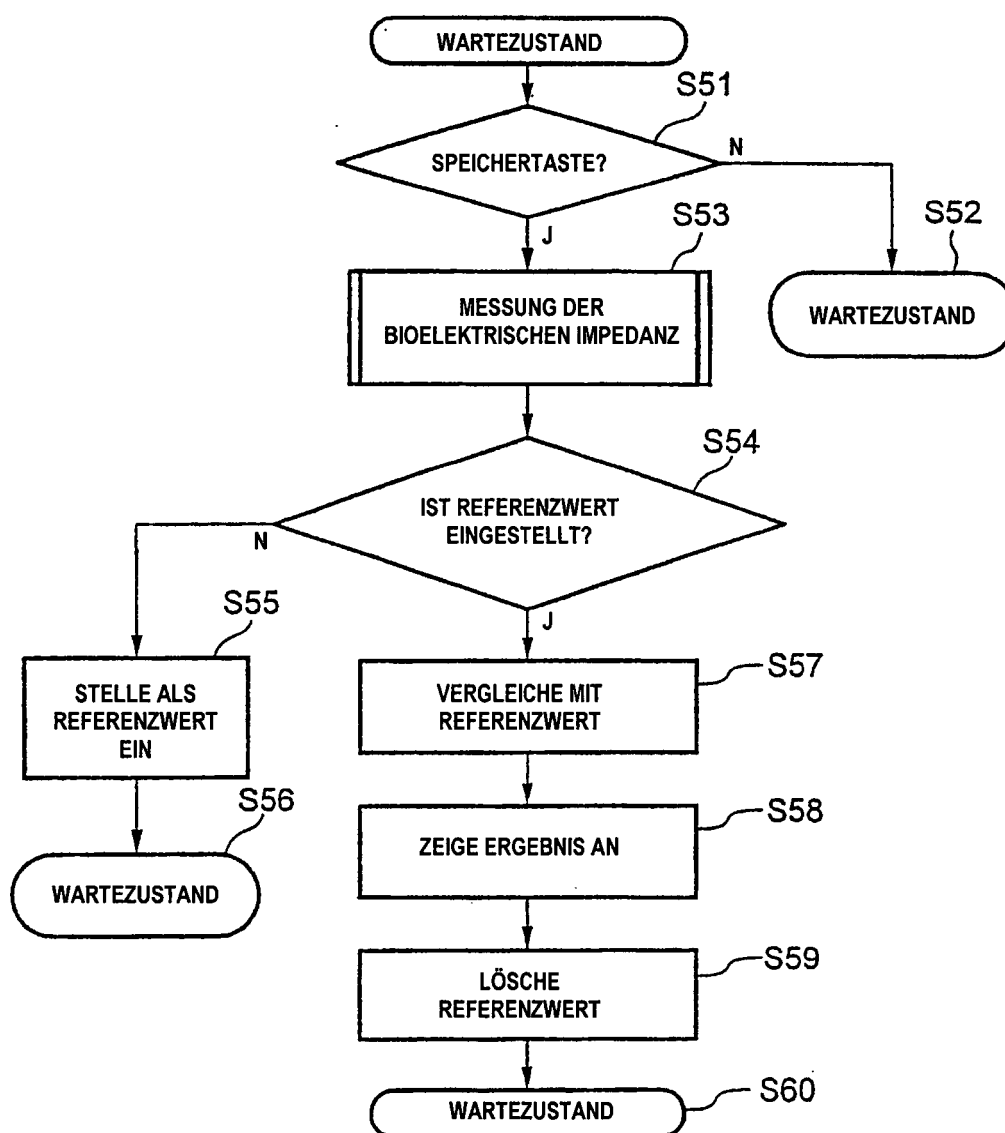 WARTEZUSTAND
S51
SPEICHERTASTE?
N
J
S52
WARTEZUSTAND
S53
MESSUNG DER
BIOELEKTRISCHEN IMPEDANZ
S54
IST REFERENZWERT
EINGESTELLT?
N
J
S55
STELLE ALS
REFERENZWERT
EIN
S56
WARTEZUSTAND
S57
VERGLEICHE MIT
REFERENZWERT
S58
ZEIGE ERGEBNIS AN
S59
LÖSCHE
REFERENZWERT
S60
WARTEZUSTAND